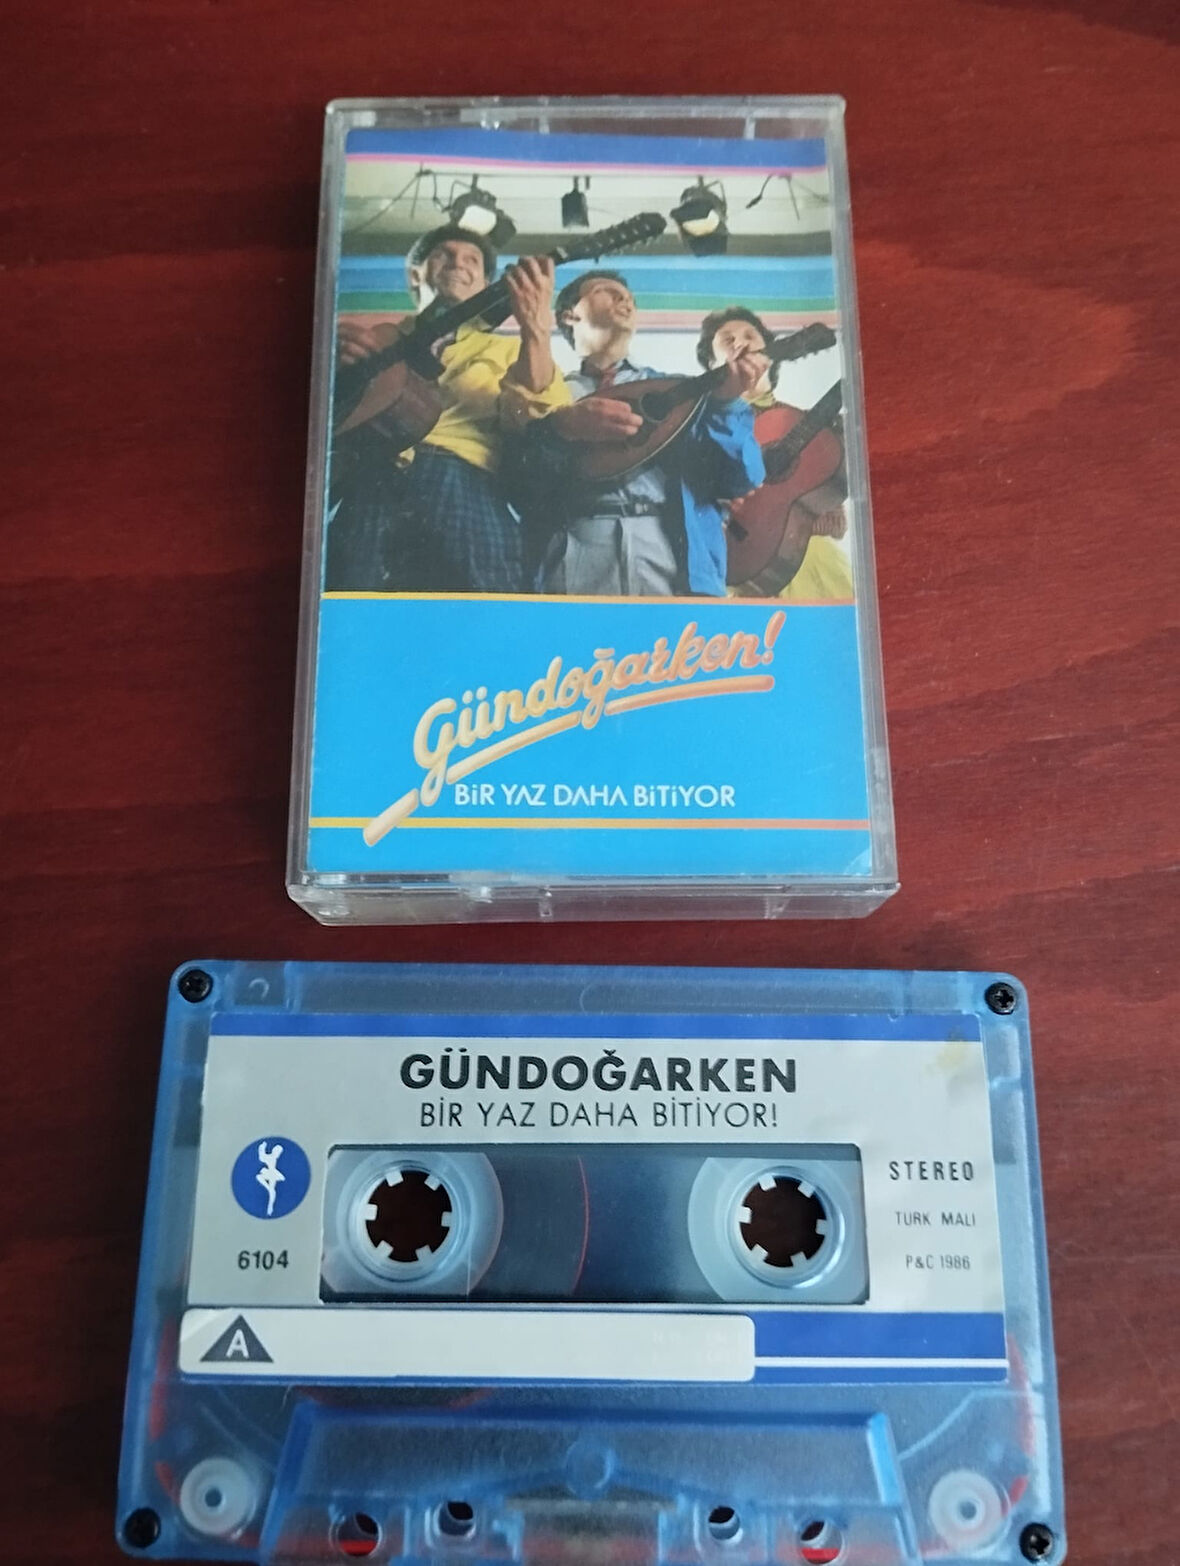 Gündoğarken!
BİR YAZ DAHA BİTİYOR
GÜNDOĞARKEN
BİR YAZ DAHA BİTİYOR!
STEREO
TURK MALI
6104
P&C 1986
A